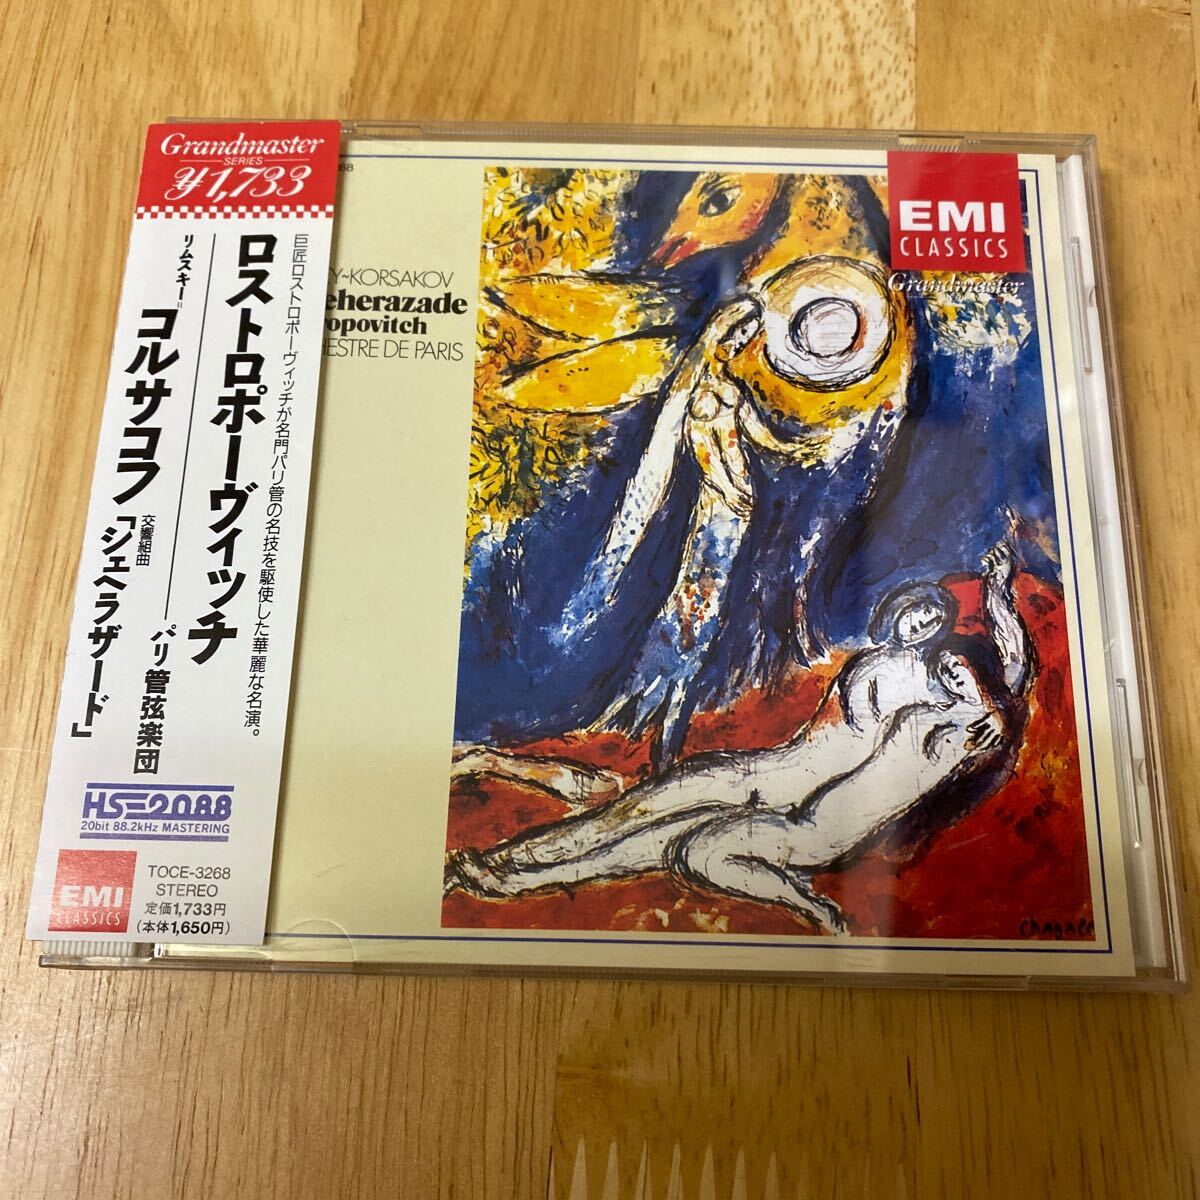 Grandmaster
SERIES
¥1,733
巨匠ロストロポーヴィッチが名門パリ管の名技を駆使した華麗な名演。
ロストロポーヴィッチ
パリ管弦楽団
リムスキー=コルサコフ
交響組曲
「シェヘラザード」
HS-2088
20bit 88.2kHz MASTERING
EMI
CLASSICS
TOCE-3268
STEREO
定価1,733円
(本体1,650円)
68
Y~KORSAKOV
eherazade
ropovitch
HESTRE DE PARIS
EMI
CLASSICS
Grandmaster
Chagall